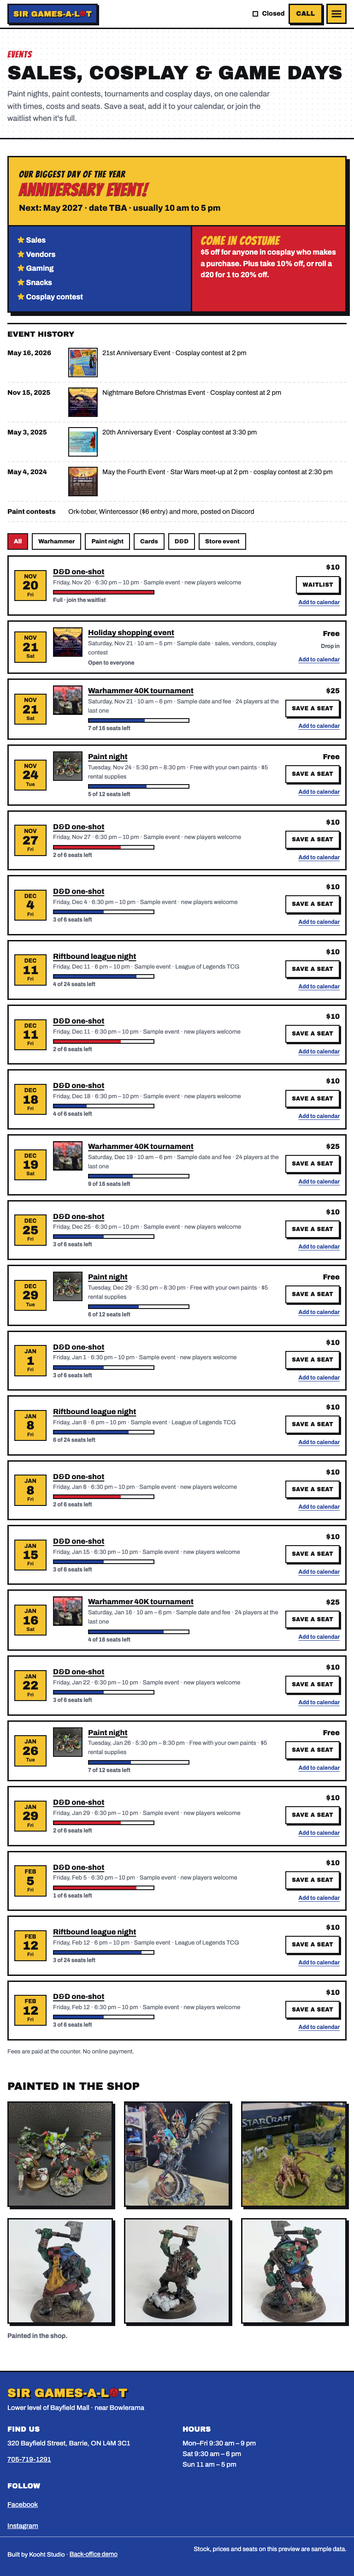 SIR GAMES-A-LOT
Closed
CALL
EVENTS
SALES, COSPLAY & GAME DAYS
Paint nights, paint contests, tournaments and cosplay days, on one calendar
with times, costs and seats. Save a seat, add it to your calendar, or join the
waitlist when it's full.
OUR BIGGEST DAY OF THE YEAR
ANNIVERSARY EVENT!
Next: May 2027 · date TBA · usually 10 am to 5 pm
Sales
Vendors
Gaming
Snacks
Cosplay contest
COME IN COSTUME
$5 off for anyone in cosplay who makes
a purchase. Plus take 10% off, or roll a
d20 for 1 to 20% off.
EVENT HISTORY
May 16, 2026
21st Anniversary Event · Cosplay contest at 2 pm
Nov 15, 2025
Nightmare Before Christmas Event · Cosplay contest at 2 pm
May 3, 2025
20th Anniversary Event · Cosplay contest at 3:30 pm
May 4, 2024
May the Fourth Event · Star Wars meet-up at 2 pm · cosplay contest at 2:30 pm
Paint contests
Ork-tober, Wintercessor ($6 entry) and more, posted on Discord
All
Warhammer
Paint night
Cards
D&D
Store event
NOV
20
Fri
D&D one-shot
Friday, Nov 20 · 6:30 pm – 10 pm · Sample event · new players welcome
Full · join the waitlist
$10
WAITLIST
Add to calendar
NOV
21
Sat
Holiday shopping event
Saturday, Nov 21 · 10 am – 5 pm · Sample date · sales, vendors, cosplay
contest
Open to everyone
Free
Drop in
Add to calendar
NOV
21
Sat
Warhammer 40K tournament
Saturday, Nov 21 · 10 am – 6 pm · Sample date and fee · 24 players at the
last one
7 of 16 seats left
$25
SAVE A SEAT
Add to calendar
NOV
24
Tue
Paint night
Tuesday, Nov 24 · 5:30 pm – 8:30 pm · Free with your own paints · $5
rental supplies
5 of 12 seats left
Free
SAVE A SEAT
Add to calendar
NOV
27
Fri
D&D one-shot
Friday, Nov 27 · 6:30 pm – 10 pm · Sample event · new players welcome
2 of 6 seats left
$10
SAVE A SEAT
Add to calendar
DEC
4
Fri
D&D one-shot
Friday, Dec 4 · 6:30 pm – 10 pm · Sample event · new players welcome
3 of 6 seats left
$10
SAVE A SEAT
Add to calendar
DEC
11
Fri
Riftbound league night
Friday, Dec 11 · 6 pm – 10 pm · Sample event · League of Legends TCG
4 of 24 seats left
$10
SAVE A SEAT
Add to calendar
DEC
11
Fri
D&D one-shot
Friday, Dec 11 · 6:30 pm – 10 pm · Sample event · new players welcome
2 of 6 seats left
$10
SAVE A SEAT
Add to calendar
DEC
18
Fri
D&D one-shot
Friday, Dec 18 · 6:30 pm – 10 pm · Sample event · new players welcome
4 of 6 seats left
$10
SAVE A SEAT
Add to calendar
DEC
19
Sat
Warhammer 40K tournament
Saturday, Dec 19 · 10 am – 6 pm · Sample date and fee · 24 players at the
last one
9 of 16 seats left
$25
SAVE A SEAT
Add to calendar
DEC
25
Fri
D&D one-shot
Friday, Dec 25 · 6:30 pm – 10 pm · Sample event · new players welcome
3 of 6 seats left
$10
SAVE A SEAT
Add to calendar
DEC
29
Tue
Paint night
Tuesday, Dec 29 · 5:30 pm – 8:30 pm · Free with your own paints · $5
rental supplies
6 of 12 seats left
Free
SAVE A SEAT
Add to calendar
JAN
1
Fri
D&D one-shot
Friday, Jan 1 · 6:30 pm – 10 pm · Sample event · new players welcome
3 of 6 seats left
$10
SAVE A SEAT
Add to calendar
JAN
8
Fri
Riftbound league night
Friday, Jan 8 · 6 pm – 10 pm · Sample event · League of Legends TCG
6 of 24 seats left
$10
SAVE A SEAT
Add to calendar
JAN
8
Fri
D&D one-shot
Friday, Jan 8 · 6:30 pm – 10 pm · Sample event · new players welcome
2 of 6 seats left
$10
SAVE A SEAT
Add to calendar
JAN
15
Fri
D&D one-shot
Friday, Jan 15 · 6:30 pm – 10 pm · Sample event · new players welcome
3 of 6 seats left
$10
SAVE A SEAT
Add to calendar
JAN
16
Sat
Warhammer 40K tournament
Saturday, Jan 16 · 10 am – 6 pm · Sample date and fee · 24 players at the
last one
4 of 16 seats left
$25
SAVE A SEAT
Add to calendar
JAN
22
Fri
D&D one-shot
Friday, Jan 22 · 6:30 pm – 10 pm · Sample event · new players welcome
3 of 6 seats left
$10
SAVE A SEAT
Add to calendar
JAN
26
Tue
Paint night
Tuesday, Jan 26 · 5:30 pm – 8:30 pm · Free with your own paints · $5
rental supplies
7 of 12 seats left
Free
SAVE A SEAT
Add to calendar
JAN
29
Fri
D&D one-shot
Friday, Jan 29 · 6:30 pm – 10 pm · Sample event · new players welcome
2 of 6 seats left
$10
SAVE A SEAT
Add to calendar
FEB
5
Fri
D&D one-shot
Friday, Feb 5 · 6:30 pm – 10 pm · Sample event · new players welcome
1 of 6 seats left
$10
SAVE A SEAT
Add to calendar
FEB
12
Fri
Riftbound league night
Friday, Feb 12 · 6 pm – 10 pm · Sample event · League of Legends TCG
3 of 24 seats left
$10
SAVE A SEAT
Add to calendar
FEB
12
Fri
D&D one-shot
Friday, Feb 12 · 6:30 pm – 10 pm · Sample event · new players welcome
3 of 6 seats left
$10
SAVE A SEAT
Add to calendar
Fees are paid at the counter. No online payment.
PAINTED IN THE SHOP
STARCRAFT
Painted in the shop.
SIR GAMES-A-LOT
Lower level of Bayfield Mall · near Bowlerama
FIND US
320 Bayfield Street, Barrie, ON L4M 3C1
705-719-1291
HOURS
Mon–Fri 9:30 am – 9 pm
Sat 9:30 am – 6 pm
Sun 11 am – 5 pm
FOLLOW
Facebook
Instagram
Built by Kooht Studio · Back-office demo
Stock, prices and seats on this preview are sample data.